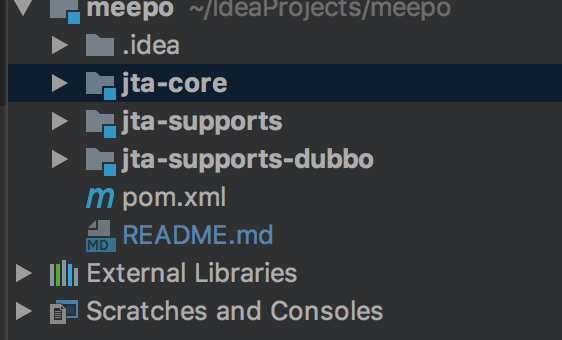 meepo ~/IdeaProjects/meepo
.idea
jta-core
jta-supports
jta-supports-dubbo
m pom.xml
MD README.md
External Libraries
Scratches and Consoles